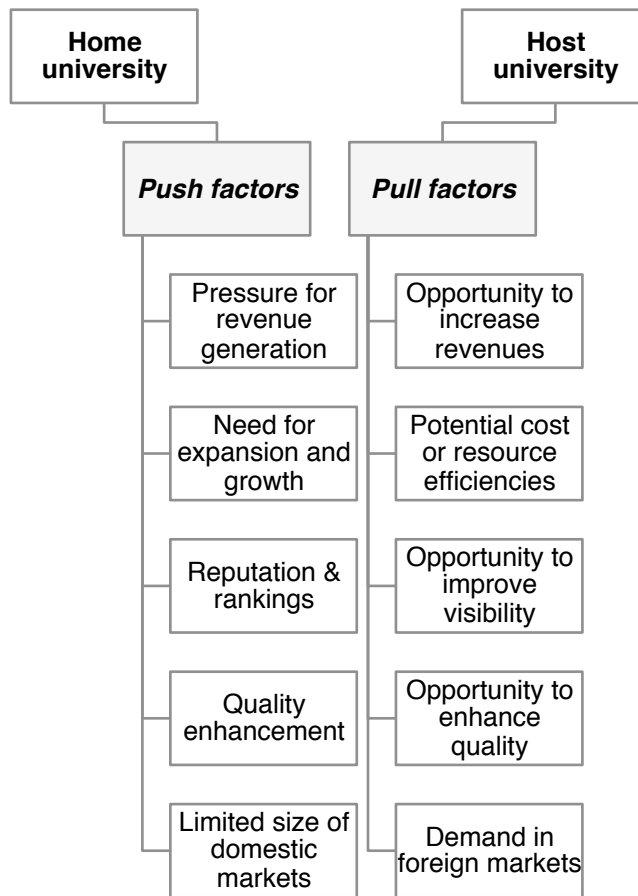 Home
university
Host
university
Push factors
Pull factors
Pressure for
revenue
generation
Opportunity to
increase
revenues
Need for
expansion and
growth
Potential cost
or resource
efficiencies
Reputation &
rankings
Opportunity to
improve
visibility
Quality
enhancement
Opportunity to
enhance
quality
Limited size of
domestic
markets
Demand in
foreign markets